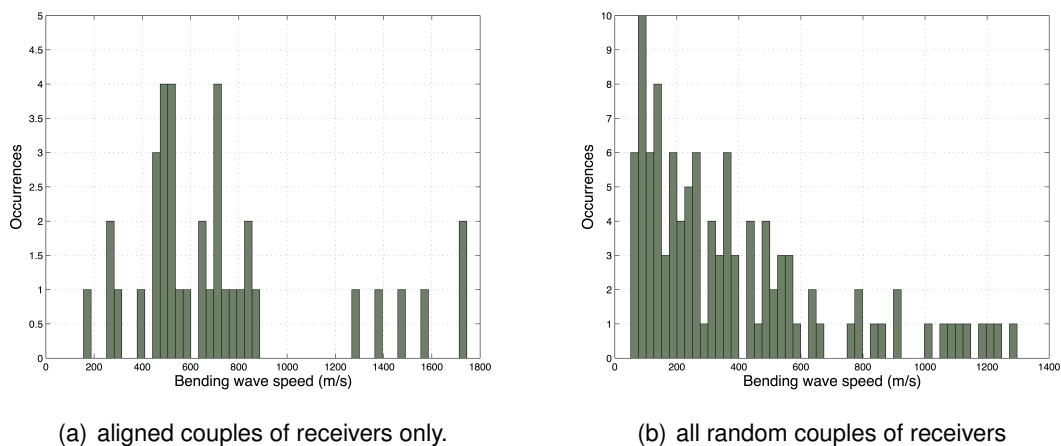 5
4.5
4
3.5
3
2.5
2
1.5
1
0.5
0
Occurrences
0 200 400 600 800 1000 1200 1400 1600 1800
Bending wave speed (m/s)
(a) aligned couples of receivers only.
10
9
8
7
6
5
4
3
2
1
0
Occurrences
0 200 400 600 800 1000 1200 1400
Bending wave speed (m/s)
(b) all random couples of receivers